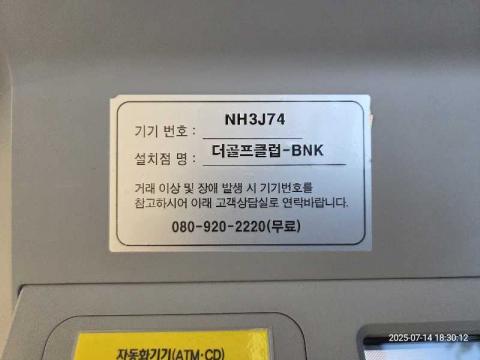 NH3J74
기기 번호 :
더골프클럽-BNK
설치점 명 :
거래 이상 및 장애 발생 시 기기번호를
참고하시어 아래 고객상담실로 연락바랍니다.
080-920-2220(무료)
자동화기기(ATM·CD)
2025-07-14 18:30:12